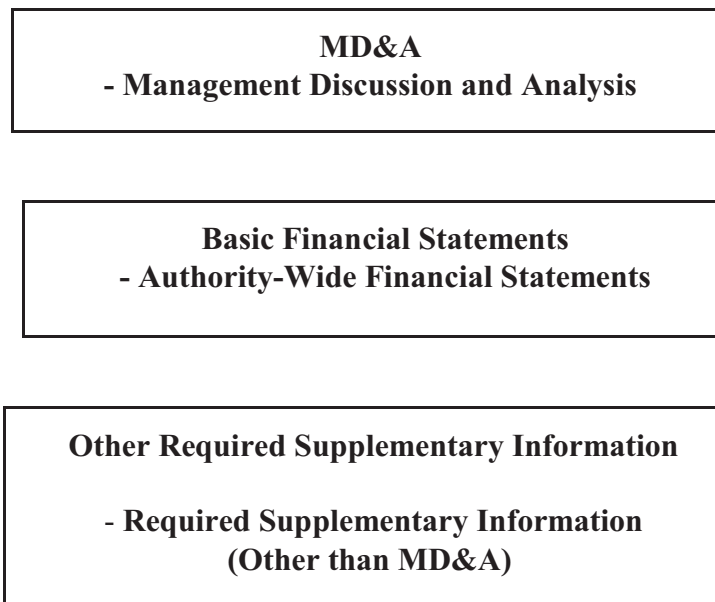 MD&A
- Management Discussion and Analysis
Basic Financial Statements
- Authority-Wide Financial Statements
Other Required Supplementary Information
- Required Supplementary Information
(Other than MD&A)